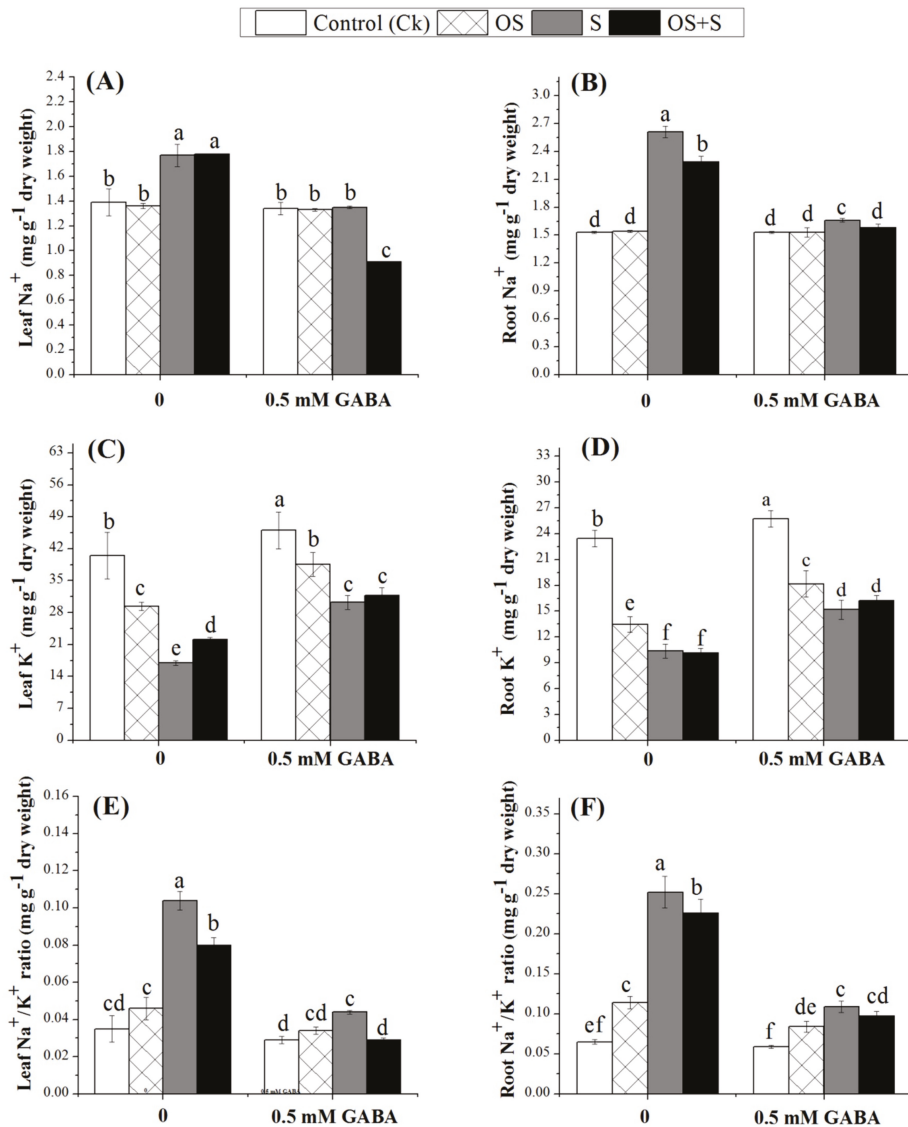 Control (Ck) OS S OS+S
(A)
Leaf Na+ (mg g-1 dry weight)
2.4
2.2
2.0
1.8
1.6
1.4
1.2
1.0
0.8
0.6
0.4
0.2
0.0
b b a a b b b c
0 0.5 mM GABA
(B)
Root Na+ (mg g-1 dry weight)
3.0
2.7
2.4
2.1
1.8
1.5
1.2
0.9
0.6
0.3
0.0
d d a b d d c d
0 0.5 mM GABA
(C)
Leaf K+ (mg g-1 dry weight)
63
56
49
42
35
28
21
14
7
0
b c e d a b c c
0 0.5 mM GABA
(D)
Root K+ (mg g-1 dry weight)
33
30
27
24
21
18
15
12
9
6
3
0
b e f f a c d d
0 0.5 mM GABA
(E)
Leaf Na+/K+ ratio (mg g-1 dry weight)
0.16
0.14
0.12
0.10
0.08
0.06
0.04
0.02
0.00
cd c a b d cd c d
0 0.5 mM GABA
0 0.5 mM GABA
(F)
Root Na+/K+ ratio (mg g-1 dry weight)
0.35
0.30
0.25
0.20
0.15
0.10
0.05
0.00
ef c a b f de c cd
0 0.5 mM GABA